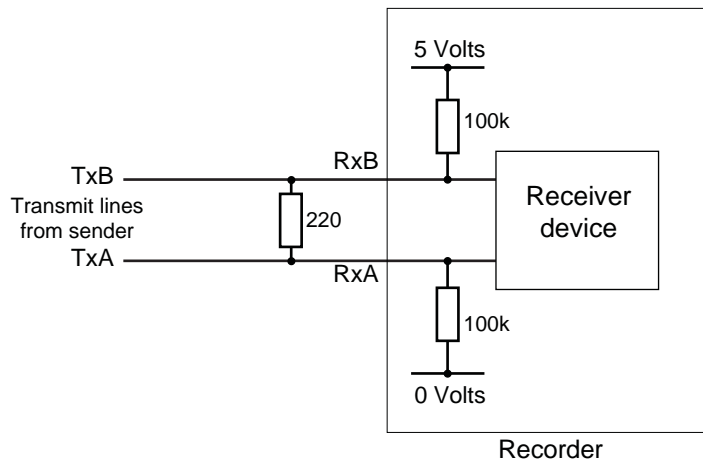 5 Volts
100k
RxB
TxB
Receiver
device
Transmit lines
from sender
220
TxA
RxA
100k
0 Volts
Recorder